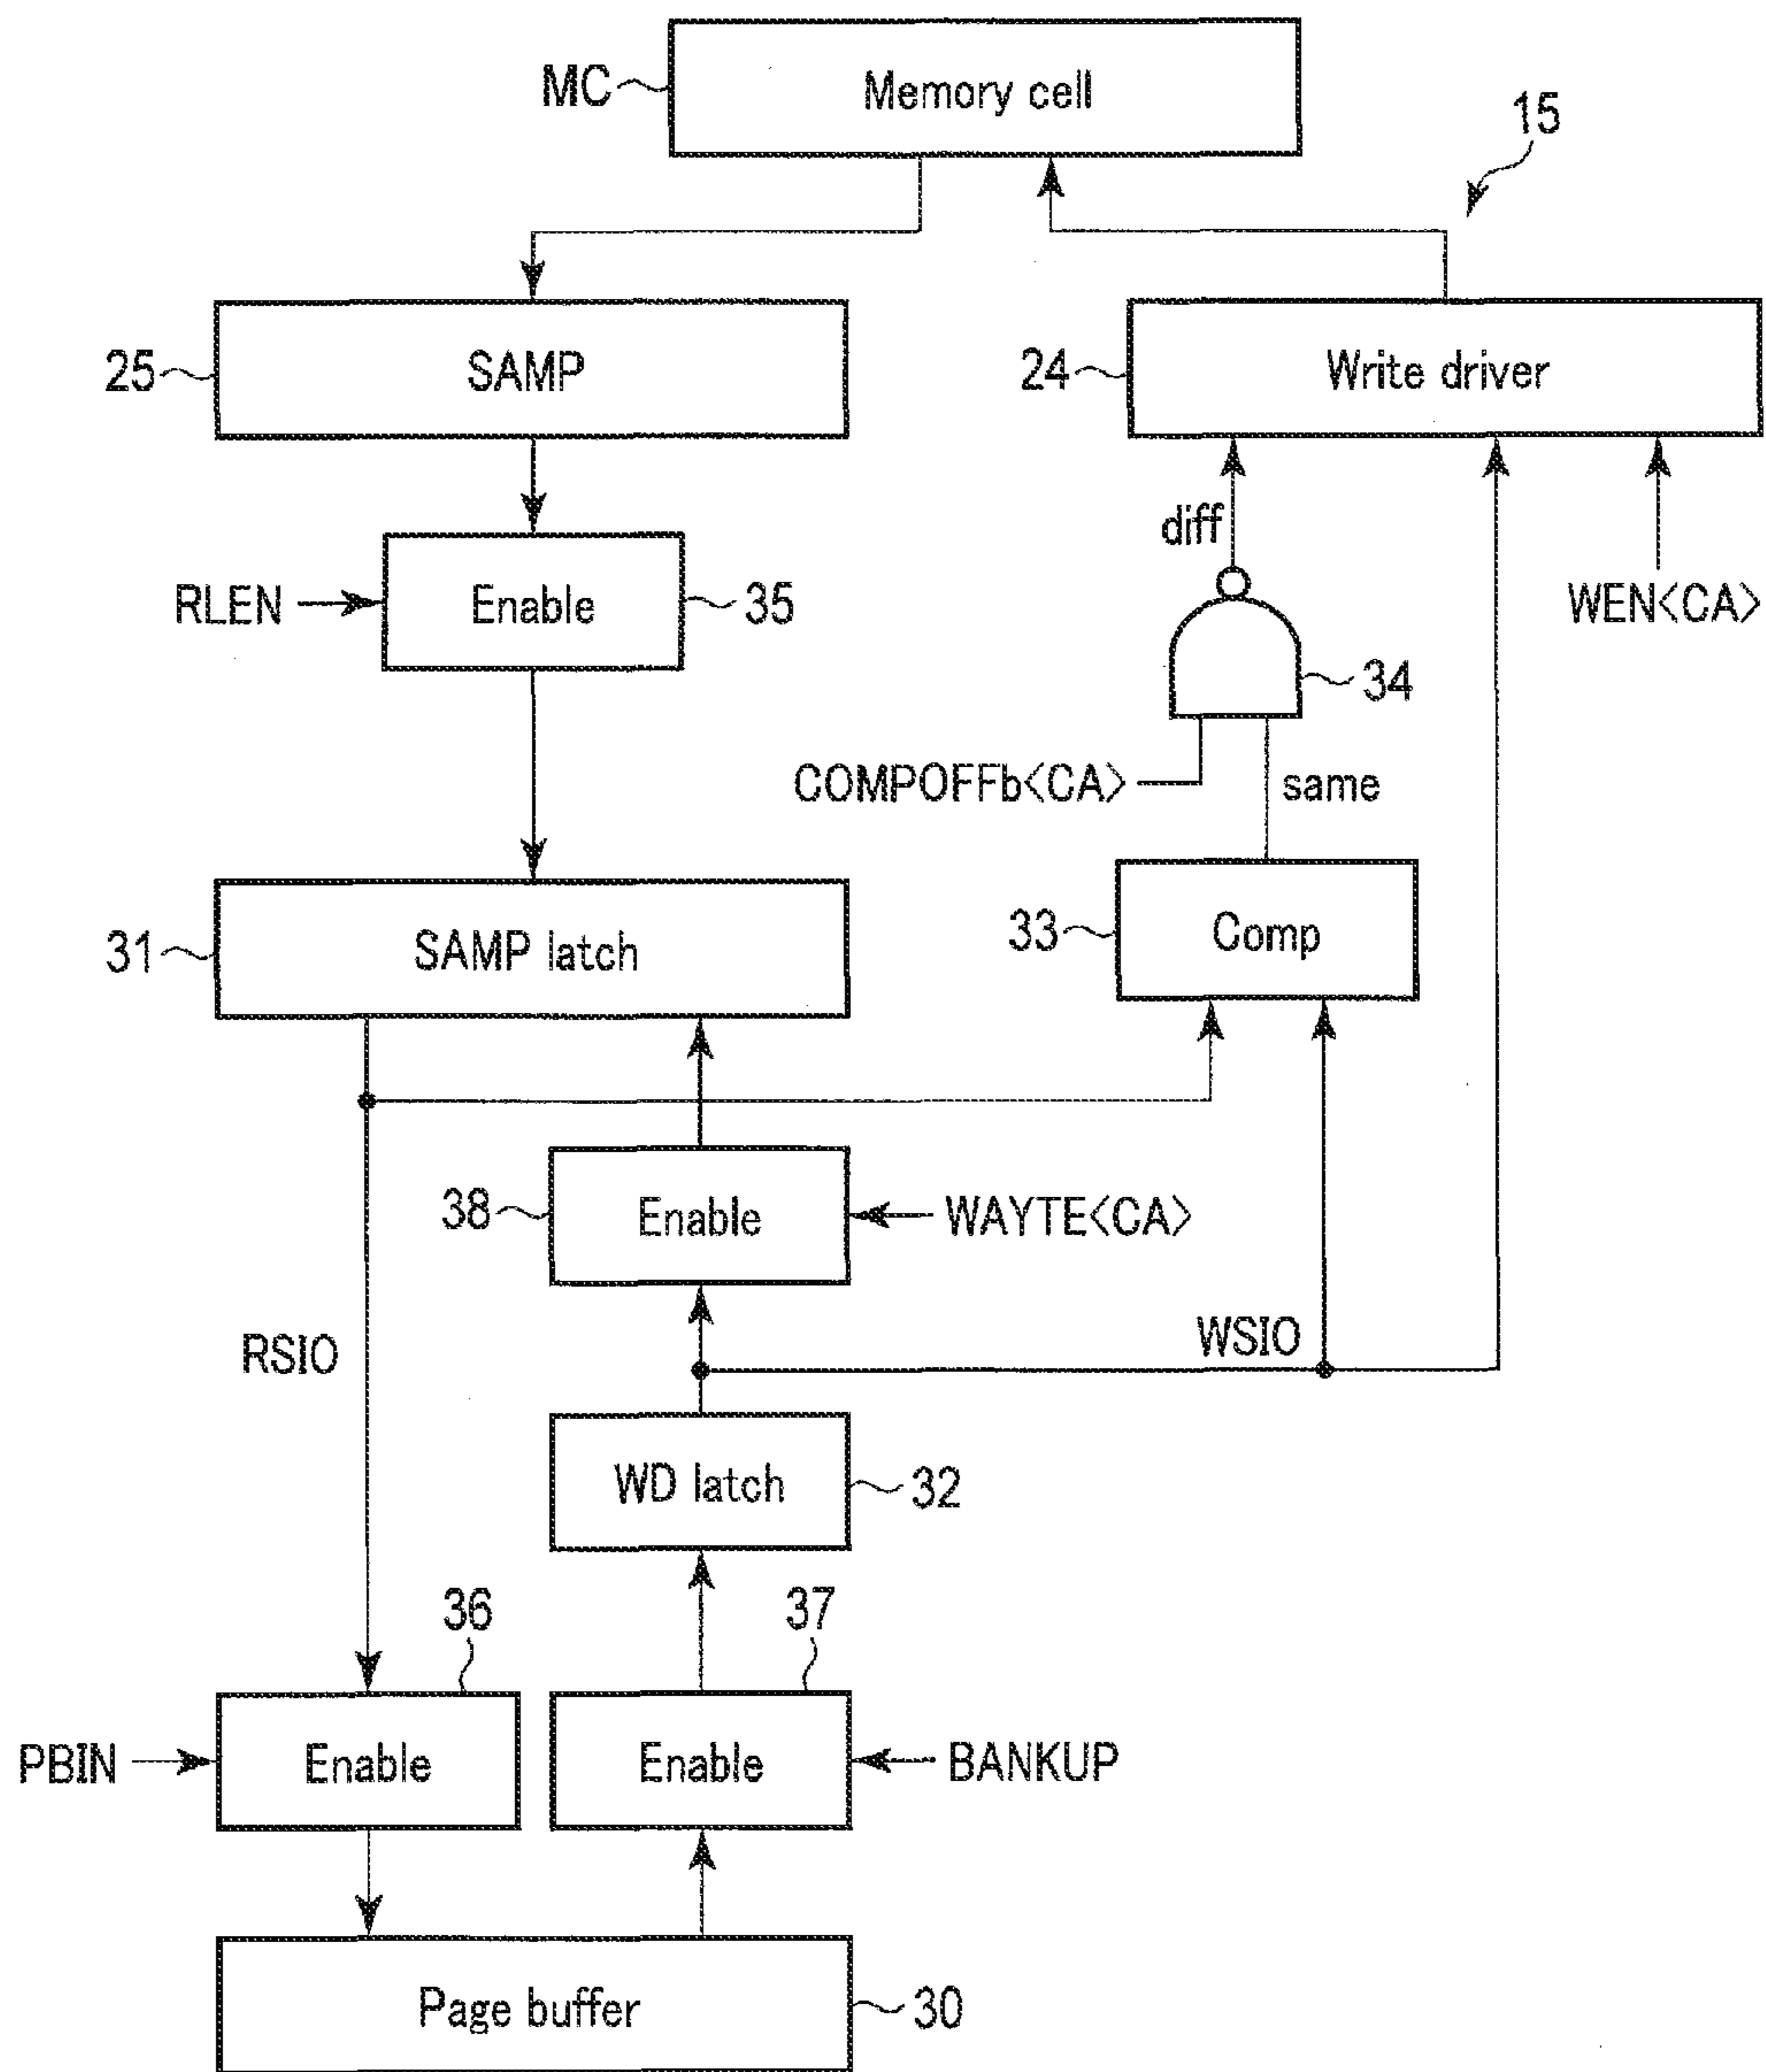 MC
Memory cell
15
25
SAMP
24
Write driver
diff
RLEN
Enable
35
WEN<CA>
34
COMPOFFb<CA>
same
31
SAMP latch
33
Comp
38
Enable
WAYTE<CA>
RSIO
WSIO
WD latch
32
36
37
PBIN
Enable
Enable
BANKUP
Page buffer
30